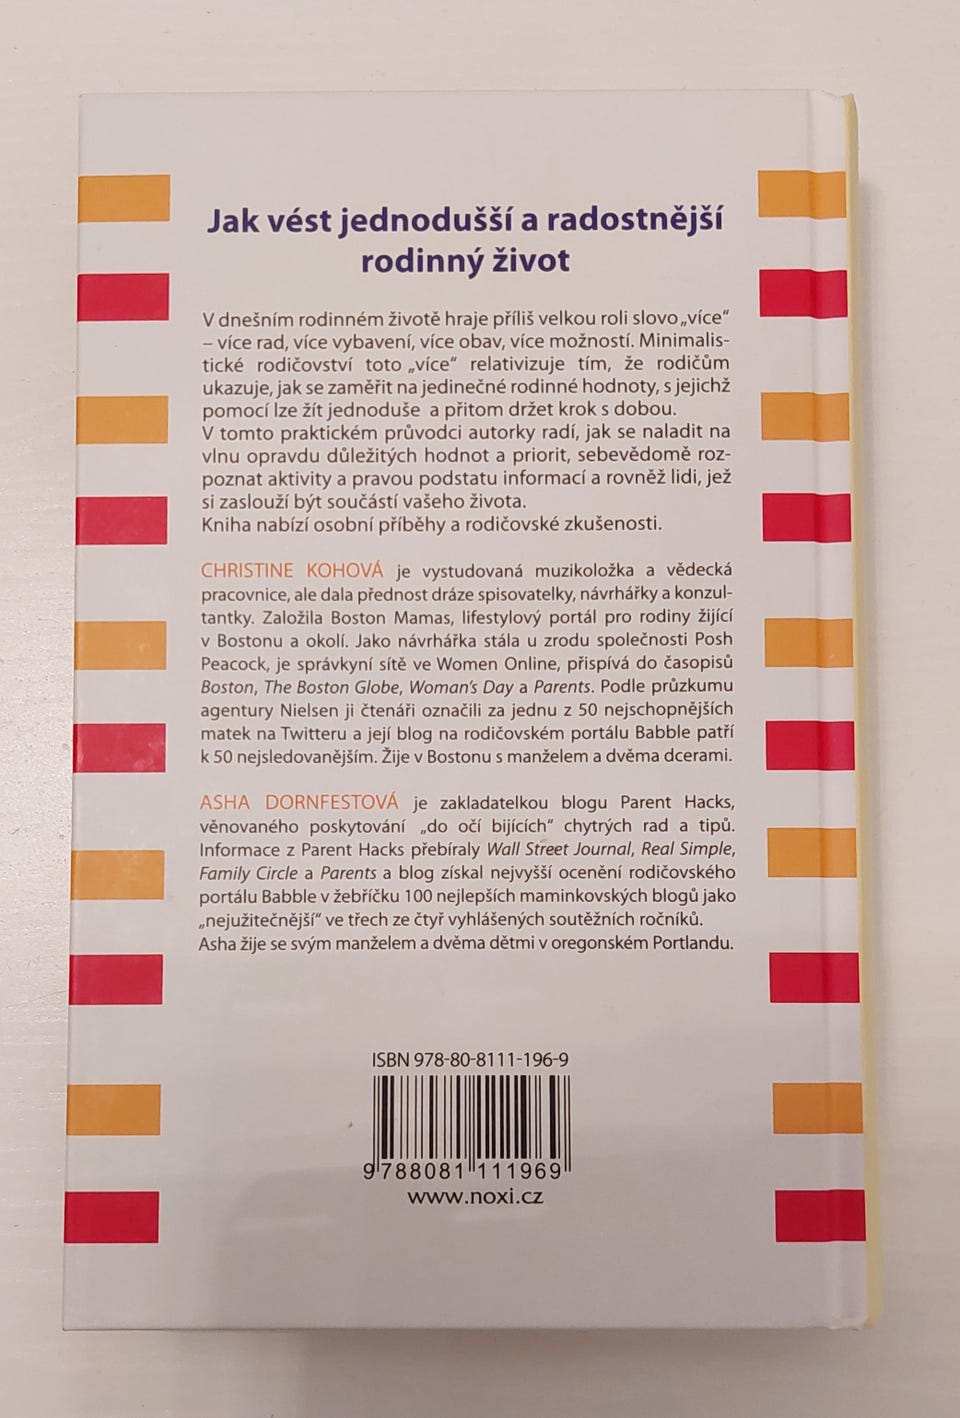 Jak vést jednodušší a radostnější
rodinný život
V dnešním rodinném životě hraje příliš velkou roli slovo „více“
– více rad, více vybavení, více obav, více možností. Minimalis-
tické rodičovství toto „více“ relativizuje tím, že rodičům
ukazuje, jak se zaměřit na jedinečné rodinné hodnoty, s jejichž
pomocí lze žít jednoduše a přitom držet krok s dobou.
V tomto praktickém průvodci autorky radí, jak se naladit na
vlnu opravdu důležitých hodnot a priorit, sebevědomě roz-
poznat aktivity a pravou podstatu informací a rovněž lidi, jež
si zaslouží být součástí vašeho života.
Kniha nabízí osobní příběhy a rodičovské zkušenosti.
CHRISTINE KOHOVÁ je vystudovaná muzikoložka a vědecká
pracovnice, ale dala přednost dráze spisovatelky, návrhářky a konzul-
tantky. Založila Boston Mamas, lifestylový portál pro rodiny žijící
v Bostonu a okolí. Jako návrhářka stála u zrodu společnosti Posh
Peacock, je správkyní sítě ve Women Online, přispívá do časopisů
Boston, The Boston Globe, Woman's Day a Parents. Podle průzkumu
agentury Nielsen ji čtenáři označili za jednu z 50 nejschopnějších
matek na Twitteru a její blog na rodičovském portálu Babble patří
k 50 nejsledovanějším. Žije v Bostonu s manželem a dvěma dcerami.
ASHA DORNFESTOVÁ je zakladatelkou blogu Parent Hacks,
věnovaného poskytování „do očí bijících“ chytrých rad a tipů.
Informace z Parent Hacks přebíraly Wall Street Journal, Real Simple,
Family Circle a Parents a blog získal nejvyšší ocenění rodičovského
portálu Babble v žebříčku 100 nejlepších maminkovských blogů jako
„nejužitečnější“ ve třech ze čtyř vyhlášených soutěžních ročníků.
Asha žije se svým manželem a dvěma dětmi v oregonském Portlandu.
ISBN 978-80-8111-196-9
9 788081 111969
www.noxi.cz